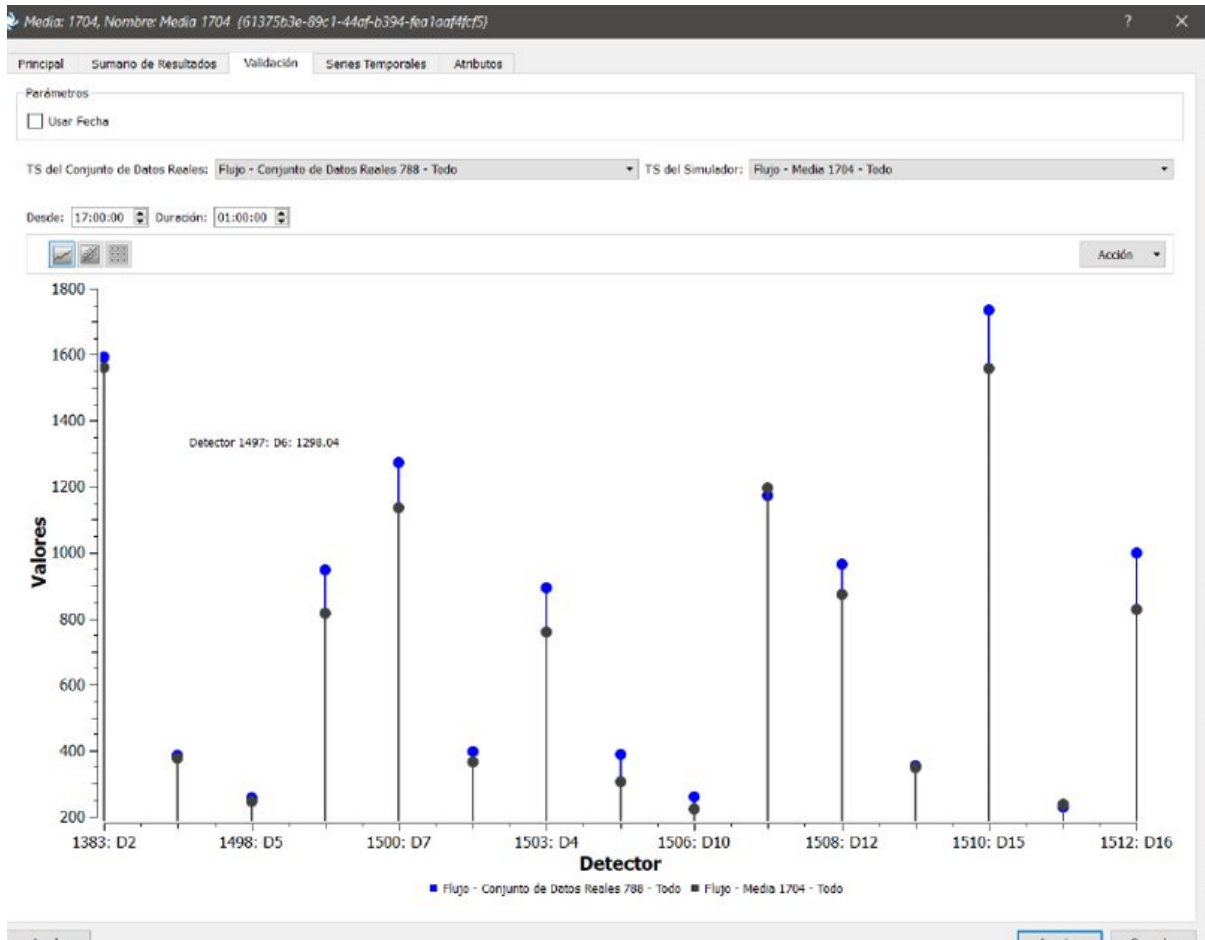 Media: 1704, Nombre: Media 1704 {61375b3e-89c1-44af-b394-fea1aaf4fcf5}
? ×
Principal Sumario de Resultados Validación Series Temporales Atributos
Parámetros
Usar Fecha
TS del Conjunto de Datos Reales: Flujo - Conjunto de Datos Reales 788 - Todo TS del Simulador: Flujo - Media 1704 - Todo
Desde: 17:00:00 Duración: 01:00:00
Acción
1800
1600
1400
Detector 1497: D6: 1298.04
1200
1000
800
600
400
200
Valores
1383: D2 1498: D5 1500: D7 1503: D4 1506: D10 1508: D12 1510: D15 1512: D16
Detector
Flujo - Conjunto de Datos Reales 788 - Todo Flujo - Media 1704 - Todo